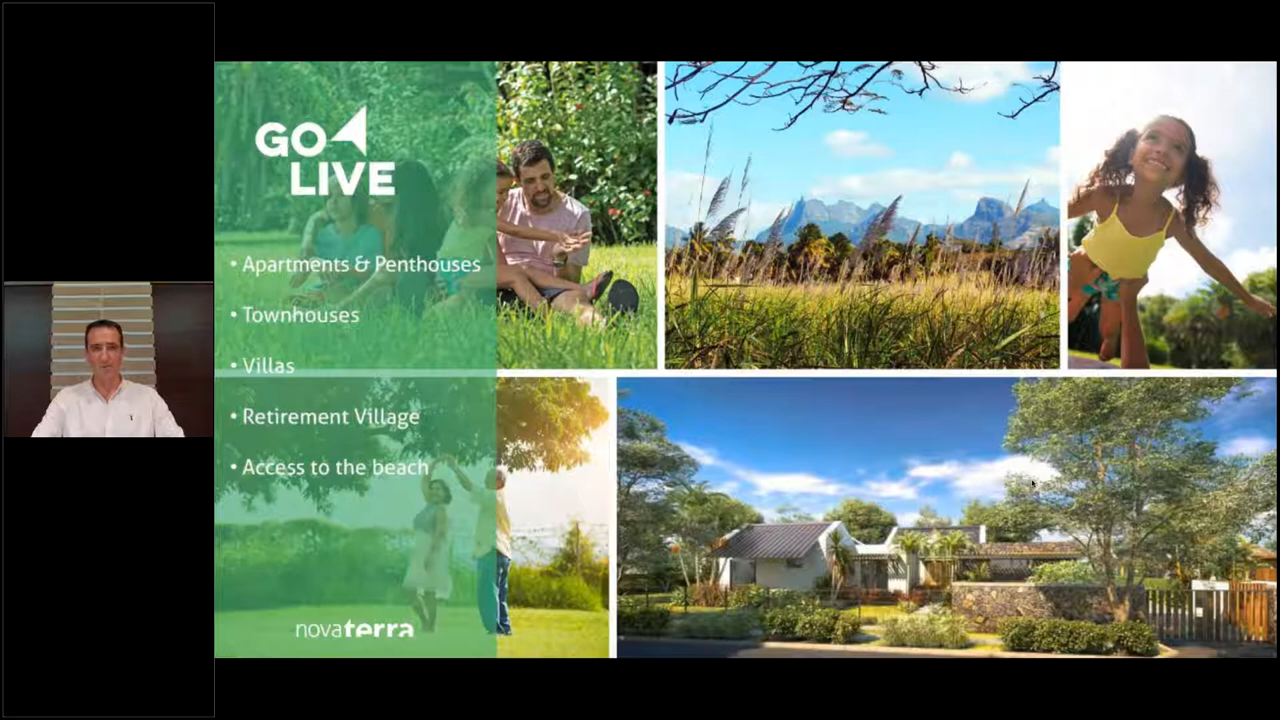 GO
LIVE
• Apartments & Penthouses
• Townhouses
• Villas
• Retirement Village
• Access to the beach
novaterra